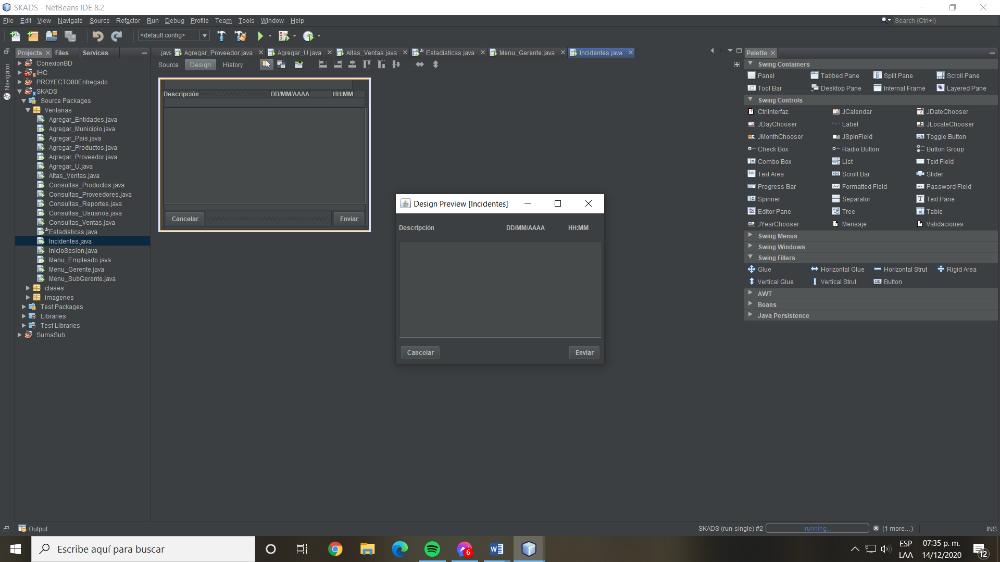 SKADS - NetBeans IDE 8.2
File Edit View Navigate Source Refactor Run Debug Profile Team Tools Window Help
Search (Ctrl+I)
<default config>
Projects Files Services
...java Agregar_Proveedor.java Agregar_U.java Altas_Ventas.java Estadisticas.java Menu_Gerente.java Incidentes.java
Source Design History
Navigator
ConexionBD
IHC
PROYECTO80Entregado
SKADS
Source Packages
Ventanas
Agregar_Entidades.java
Agregar_Municipio.java
Agregar_Pais.java
Agregar_Productos.java
Agregar_Proveedor.java
Agregar_U.java
Altas_Ventas.java
Consultas_Productos.java
Consultas_Proveedores.java
Consultas_Reportes.java
Consultas_Usuarios.java
Consultas_Ventas.java
Estadisticas.java
Incidentes.java
InicioSesion.java
Menu_Empleado.java
Menu_Gerente.java
Menu_SubGerente.java
clases
imagenes
Test Packages
Libraries
Test Libraries
SumaSub
Descripción DD/MM/AAAA HH:MM
Cancelar Enviar
Design Preview [Incidentes]
Descripción DD/MM/AAAA HH:MM
Cancelar Enviar
Palette
Swing Containers
Panel Tabbed Pane Split Pane Scroll Pane
Tool Bar Desktop Pane Internal Frame Layered Pane
Swing Controls
CtrlInterfaz JCalendar JDateChooser
JDayChooser Label JLocaleChooser
JMonthChooser JSpinField Toggle Button
Check Box Radio Button Button Group
Combo Box List Text Field
Text Area Scroll Bar Slider
Progress Bar Formatted Field Password Field
Spinner Separator Text Pane
Editor Pane Tree Table
JYearChooser Mensaje Validaciones
Swing Menus
Swing Windows
Swing Fillers
Glue Horizontal Glue Horizontal Strut Rigid Area
Vertical Glue Vertical Strut OK Button
AWT
Beans
Java Persistence
Output
SKADS (run-single) #2 running... (1 more...) INS
Escribe aquí para buscar
6
ESP
LAA
07:35 p. m.
14/12/2020
12